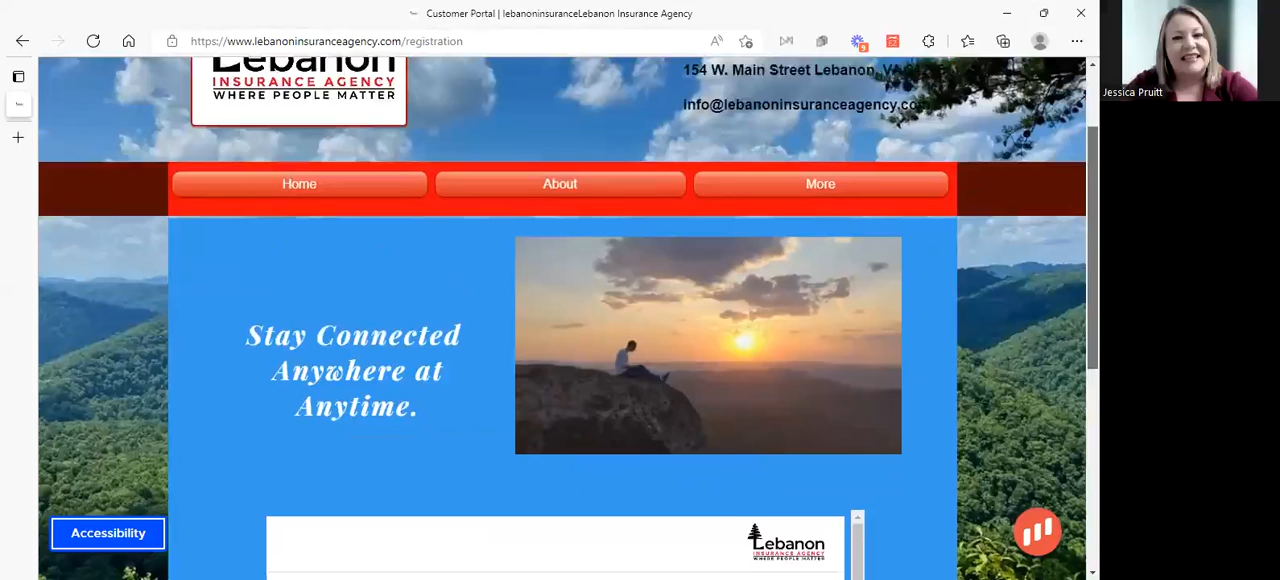 Customer Portal | lebanoninsuranceLebanon Insurance Agency
https://www.lebanoninsuranceagency.com/registration
9
Jessica Pruitt
Lebanon
INSURANCE AGENCY
WHERE PEOPLE MATTER
154 W. Main Street Lebanon,
info@lebanoninsuranceagency.com
Home
About
More
Stay Connected
Anywhere at
Anytime.
Accessibility
Lebanon
INSURANCE AGENCY
WHERE PEOPLE MATTER